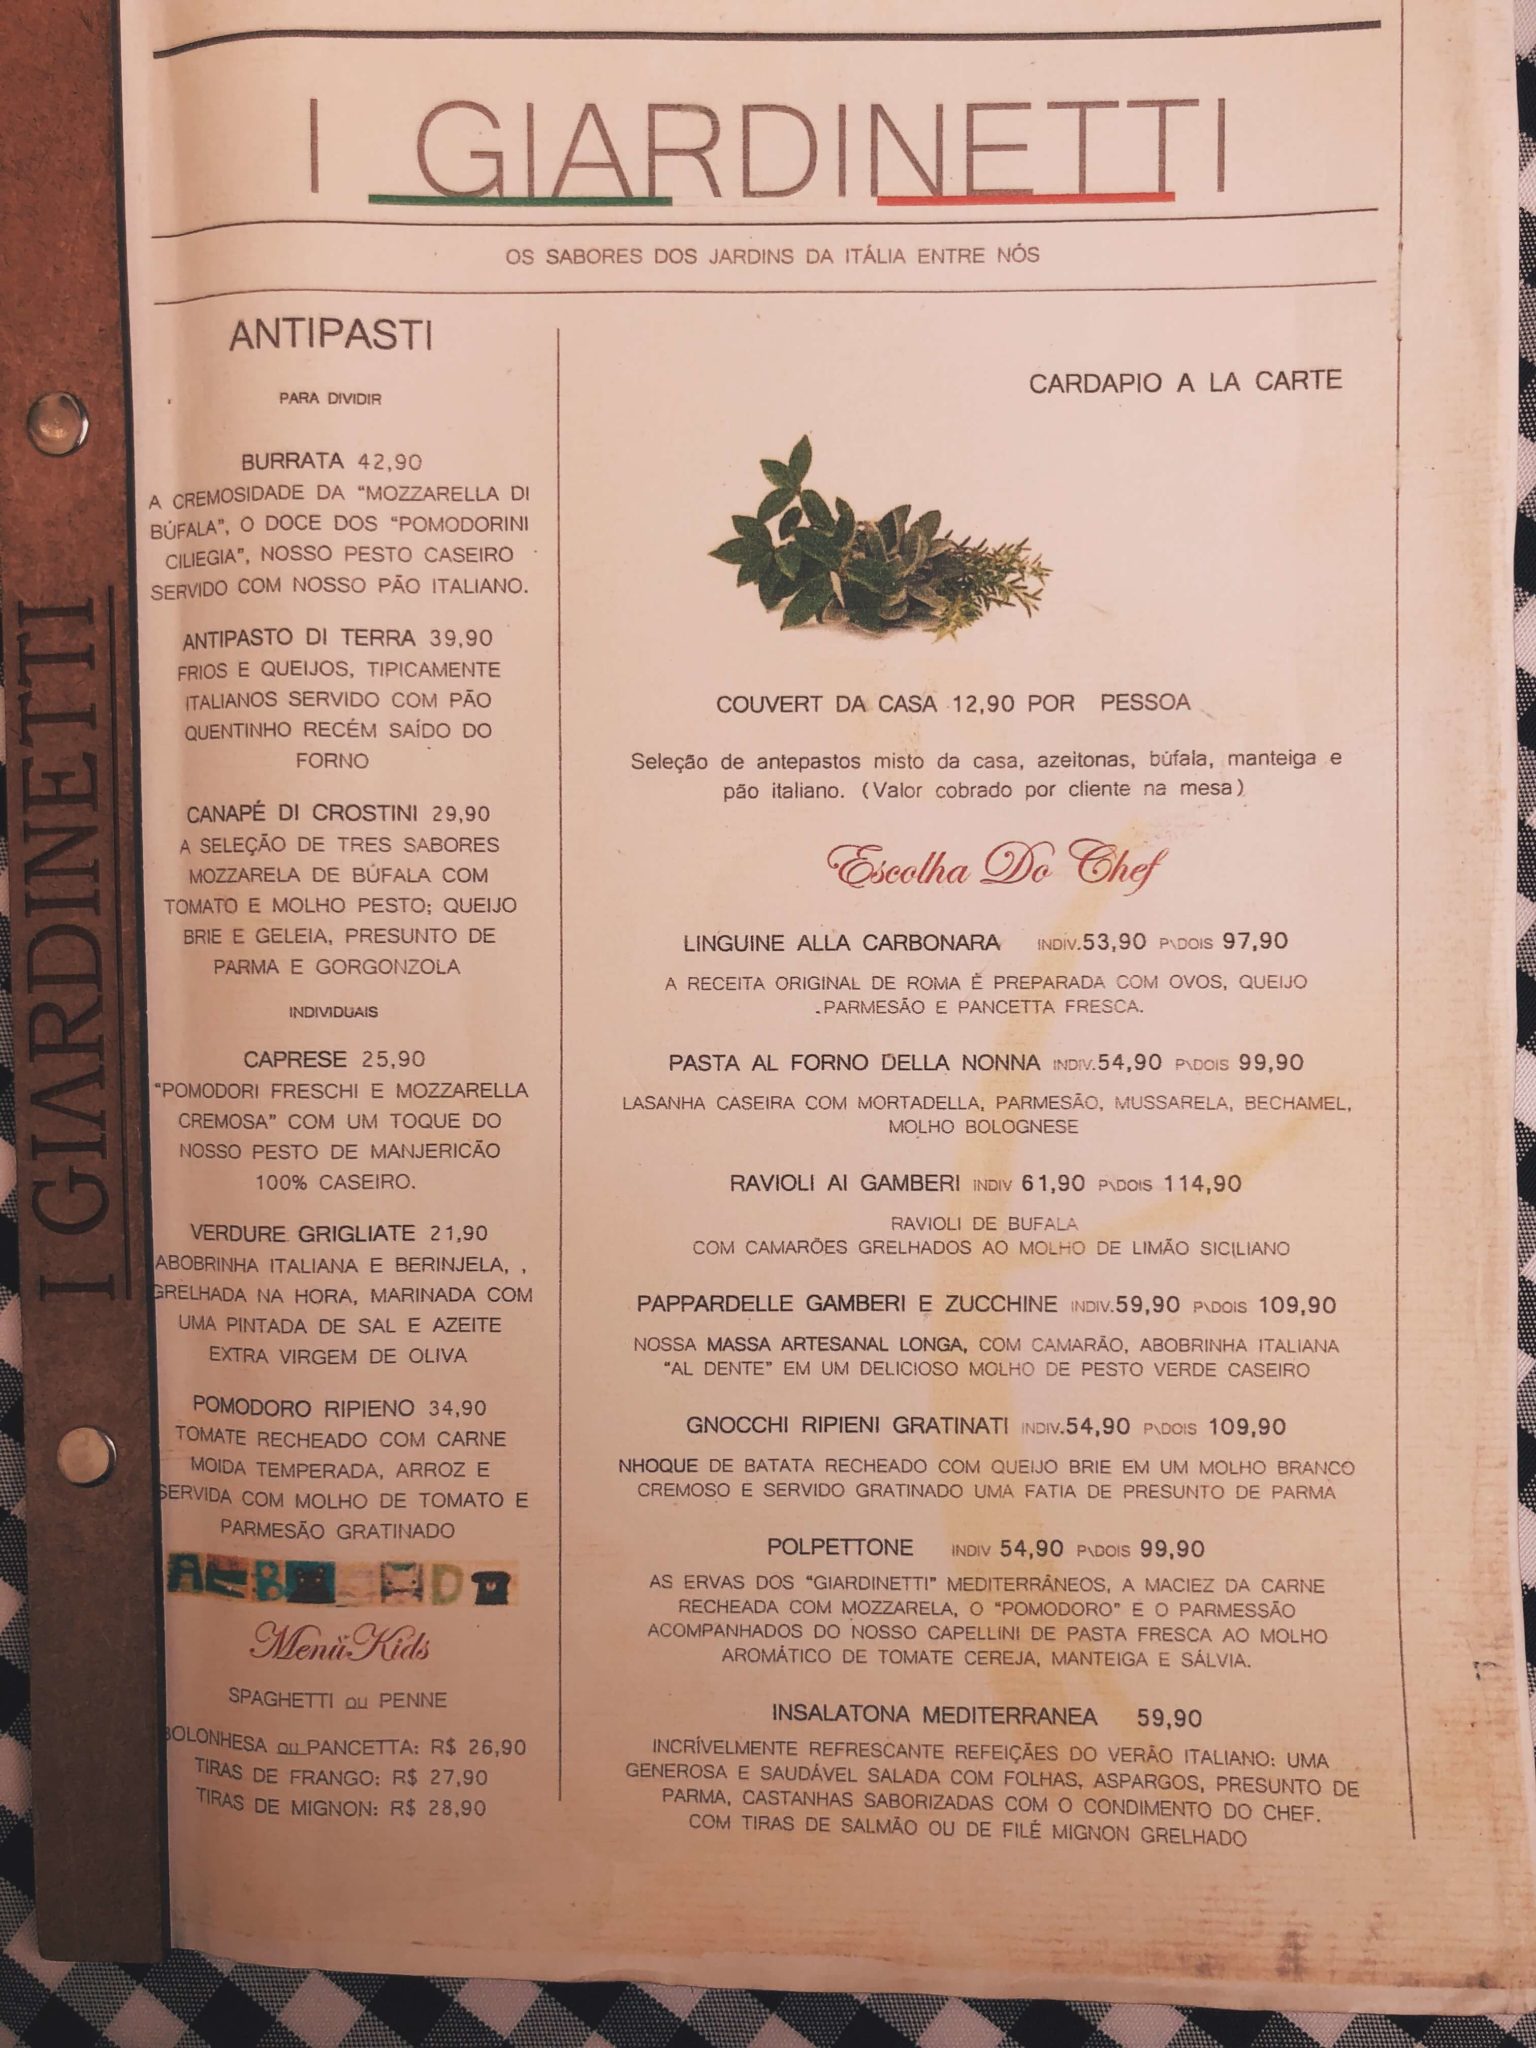 I GIARDINETTI
I GIARDINETTI
OS SABORES DOS JARDINS DA ITÁLIA ENTRE NÓS
ANTIPASTI
PARA DIVIDIR
BURRATA 42,90
A CREMOSIDADE DA "MOZZARELLA DI
BÚFALA", O DOCE DOS "POMODORINI
CILIEGIA", NOSSO PESTO CASEIRO
SERVIDO COM NOSSO PÃO ITALIANO.
ANTIPASTO DI TERRA 39,90
FRIOS E QUEIJOS, TIPICAMENTE
ITALIANOS SERVIDO COM PÃO
QUENTINHO RECÉM SAÍDO DO
FORNO
CANAPÉ DI CROSTINI 29,90
A SELEÇÃO DE TRES SABORES
MOZZARELA DE BÚFALA COM
TOMATO E MOLHO PESTO; QUEIJO
BRIE E GELEIA, PRESUNTO DE
PARMA E GORGONZOLA
INDIVIDUAIS
CAPRESE 25,90
"POMODORI FRESCHI E MOZZARELLA
CREMOSA" COM UM TOQUE DO
NOSSO PESTO DE MANJERICÃO
100% CASEIRO.
VERDURE GRIGLIATE 21,90
ABOBRINHA ITALIANA E BERINJELA, ,
GRELHADA NA HORA, MARINADA COM
UMA PINTADA DE SAL E AZEITE
EXTRA VIRGEM DE OLIVA
POMODORO RIPIENO 34,90
TOMATE RECHEADO COM CARNE
MOIDA TEMPERADA, ARROZ E
SERVIDA COM MOLHO DE TOMATO E
PARMESÃO GRATINADO
Menü Kids
SPAGHETTI ou PENNE
BOLONHESA ou PANCETTA: R$ 26,90
TIRAS DE FRANGO: R$ 27,90
TIRAS DE MIGNON: R$ 28,90
CARDAPIO A LA CARTE
COUVERT DA CASA 12,90 POR PESSOA
Seleção de antepastos misto da casa, azeitonas, búfala, manteiga e
pão italiano. (Valor cobrado por cliente na mesa)
Escolha Do Chef
LINGUINE ALLA CARBONARA INDIV.53,90 P\DOIS 97,90
A RECEITA ORIGINAL DE ROMA É PREPARADA COM OVOS, QUEIJO
.PARMESÃO E PANCETTA FRESCA.
PASTA AL FORNO DELLA NONNA INDIV.54,90 P\DOIS 99,90
LASANHA CASEIRA COM MORTADELLA, PARMESÃO, MUSSARELA, BECHAMEL,
MOLHO BOLOGNESE
RAVIOLI AI GAMBERI INDIV 61,90 P\DOIS 114,90
RAVIOLI DE BUFALA
COM CAMARÕES GRELHADOS AO MOLHO DE LIMÃO SICILIANO
PAPPARDELLE GAMBERI E ZUCCHINE INDIV.59,90 P\DOIS 109,90
NOSSA MASSA ARTESANAL LONGA, COM CAMARÃO, ABOBRINHA ITALIANA
"AL DENTE" EM UM DELICIOSO MOLHO DE PESTO VERDE CASEIRO
GNOCCHI RIPIENI GRATINATI INDIV.54,90 P\DOIS 109,90
NHOQUE DE BATATA RECHEADO COM QUEIJO BRIE EM UM MOLHO BRANCO
CREMOSO E SERVIDO GRATINADO UMA FATIA DE PRESUNTO DE PARMA
POLPETTONE INDIV 54,90 P\DOIS 99,90
AS ERVAS DOS "GIARDINETTI" MEDITERRÂNEOS, A MACIEZ DA CARNE
RECHEADA COM MOZZARELA, O "POMODORO" E O PARMESSÃO
ACOMPANHADOS DO NOSSO CAPELLINI DE PASTA FRESCA AO MOLHO
AROMÁTICO DE TOMATE CEREJA, MANTEIGA E SÁLVIA.
INSALATONA MEDITERRANEA 59,90
INCRÍVELMENTE REFRESCANTE REFEIÇÃES DO VERÃO ITALIANO: UMA
GENEROSA E SAUDÁVEL SALADA COM FOLHAS, ASPARGOS, PRESUNTO DE
PARMA, CASTANHAS SABORIZADAS COM O CONDIMENTO DO CHEF.
COM TIRAS DE SALMÃO OU DE FILÉ MIGNON GRELHADO